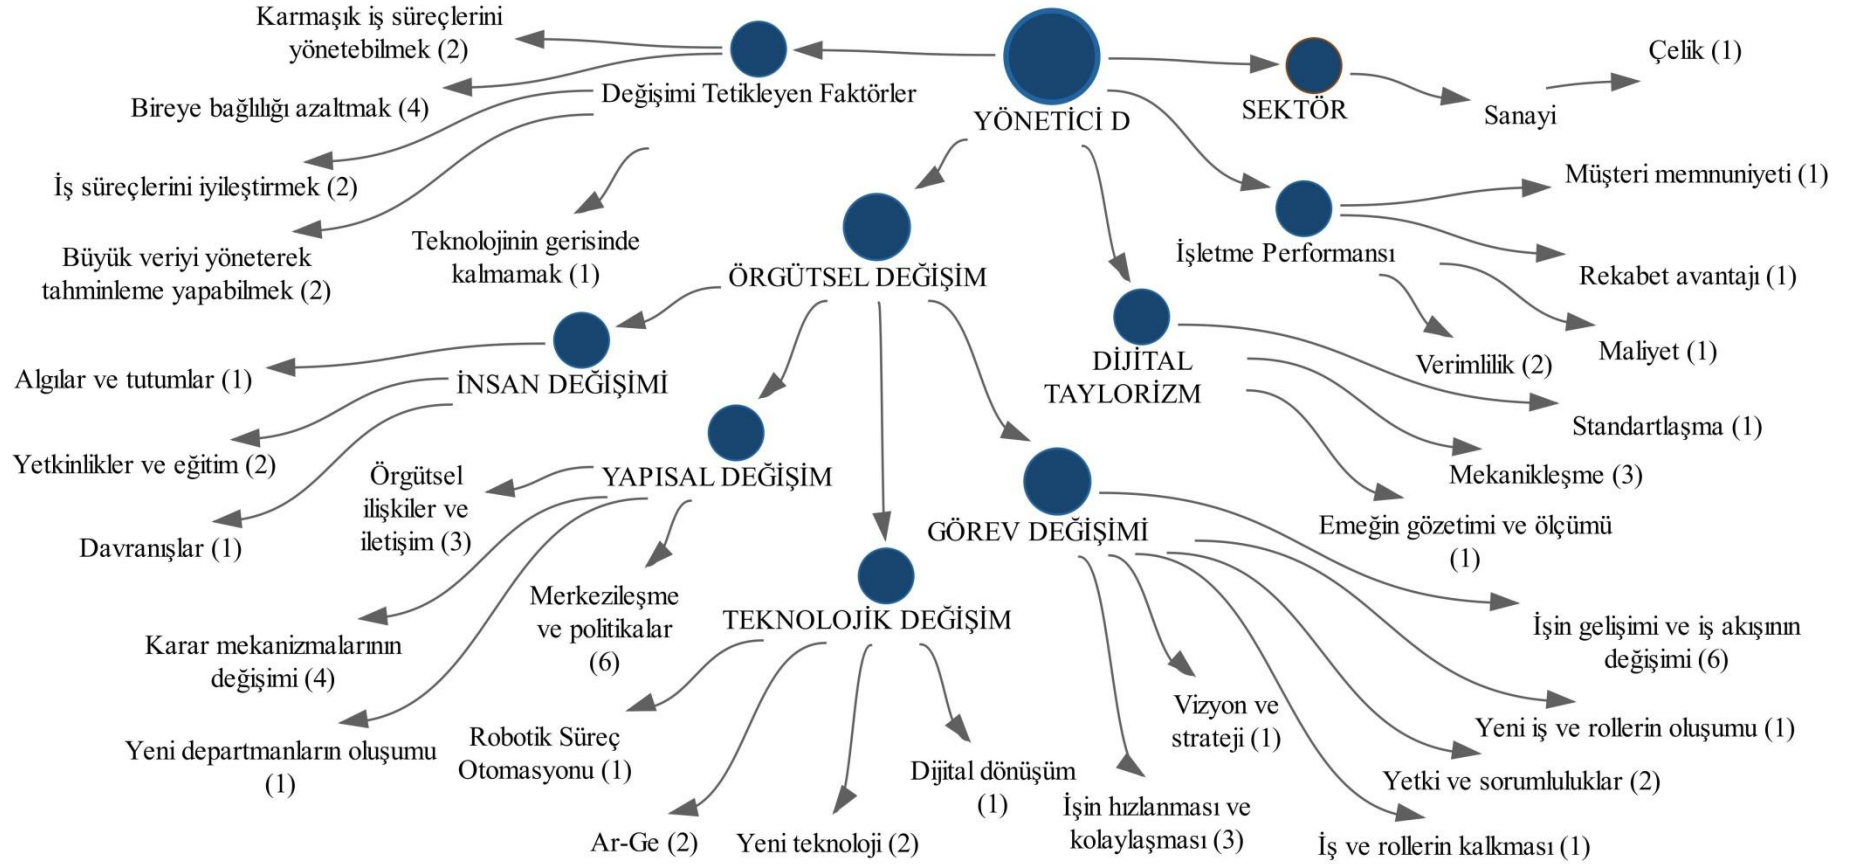 Karmaşık iş süreçlerini
yönetebilmek (2)
Bireye bağlılığı azaltmak (4)
İş süreçlerini iyileştirmek (2)
Büyük veriyi yöneterek
tahminleme yapabilmek (2)
Değişimi Tetikleyen Faktörler
Teknolojinin gerisinde
kalmamak (1)
YÖNETİCİ D
SEKTÖR
Sanayi
Çelik (1)
İşletme Performansı
Müşteri memnuniyeti (1)
Rekabet avantajı (1)
Maliyet (1)
Verimlilik (2)
DİJİTAL
TAYLORİZM
Standartlaşma (1)
Mekanikleşme (3)
Emeğin gözetimi ve ölçümü
(1)
ÖRGÜTSEL DEĞİŞİM
İNSAN DEĞİŞİMİ
Algılar ve tutumlar (1)
Yetkinlikler ve eğitim (2)
Davranışlar (1)
YAPISAL DEĞİŞİM
Örgütsel
ilişkiler ve
iletişim (3)
Karar mekanizmalarının
değişimi (4)
Yeni departmanların oluşumu
(1)
Merkezileşme
ve politikalar
(6)
TEKNOLOJİK DEĞİŞİM
Robotik Süreç
Otomasyonu (1)
Ar-Ge (2)
Yeni teknoloji (2)
Dijital dönüşüm
(1)
GÖREV DEĞİŞİMİ
İşin gelişimi ve iş akışının
değişimi (6)
Yeni iş ve rollerin oluşumu (1)
Yetki ve sorumluluklar (2)
İş ve rollerin kalkması (1)
Vizyon ve
strateji (1)
İşin hızlanması ve
kolaylaşması (3)